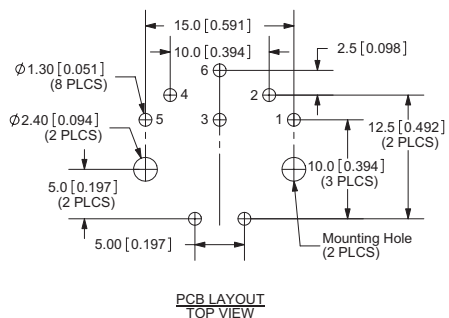 15.0 [0.591]
10.0 [0.394]
2.5 [0.098]
6
Ø1.30 [0.051]
(8 PLCS)
4
2
Ø2.40 [0.094]
(2 PLCS)
5
3
1
12.5 [0.492]
(2 PLCS)
10.0 [0.394]
(3 PLCS)
5.0 [0.197]
(2 PLCS)
5.00 [0.197]
Mounting Hole
(2 PLCS)
PCB LAYOUT
TOP VIEW